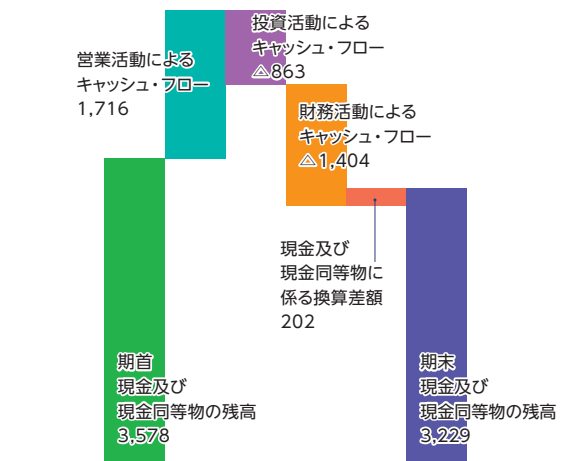 営業活動による
キャッシュ・フロー
1,716
投資活動による
キャッシュ・フロー
△863
財務活動による
キャッシュ・フロー
△1,404
現金及び
現金同等物に
係る換算差額
202
期首
現金及び
現金同等物の残高
3,578
期末
現金及び
現金同等物の残高
3,229